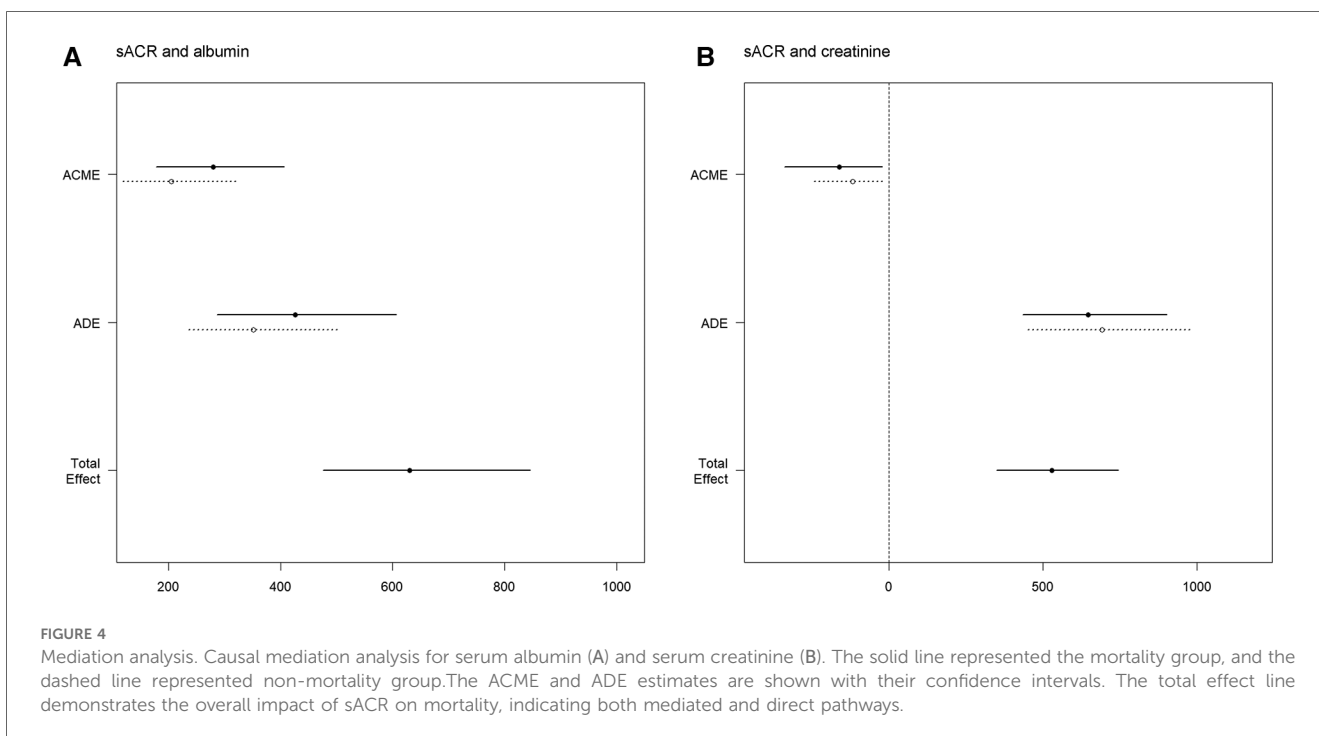 A sACR and albumin
ACME
ADE
Total
Effect
200 400 600 800 1000
B sACR and creatinine
ACME
ADE
Total
Effect
0 500 1000
FIGURE 4
Mediation analysis. Causal mediation analysis for serum albumin (A) and serum creatinine (B). The solid line represented the mortality group, and the
dashed line represented non-mortality group.The ACME and ADE estimates are shown with their confidence intervals. The total effect line
demonstrates the overall impact of sACR on mortality, indicating both mediated and direct pathways.